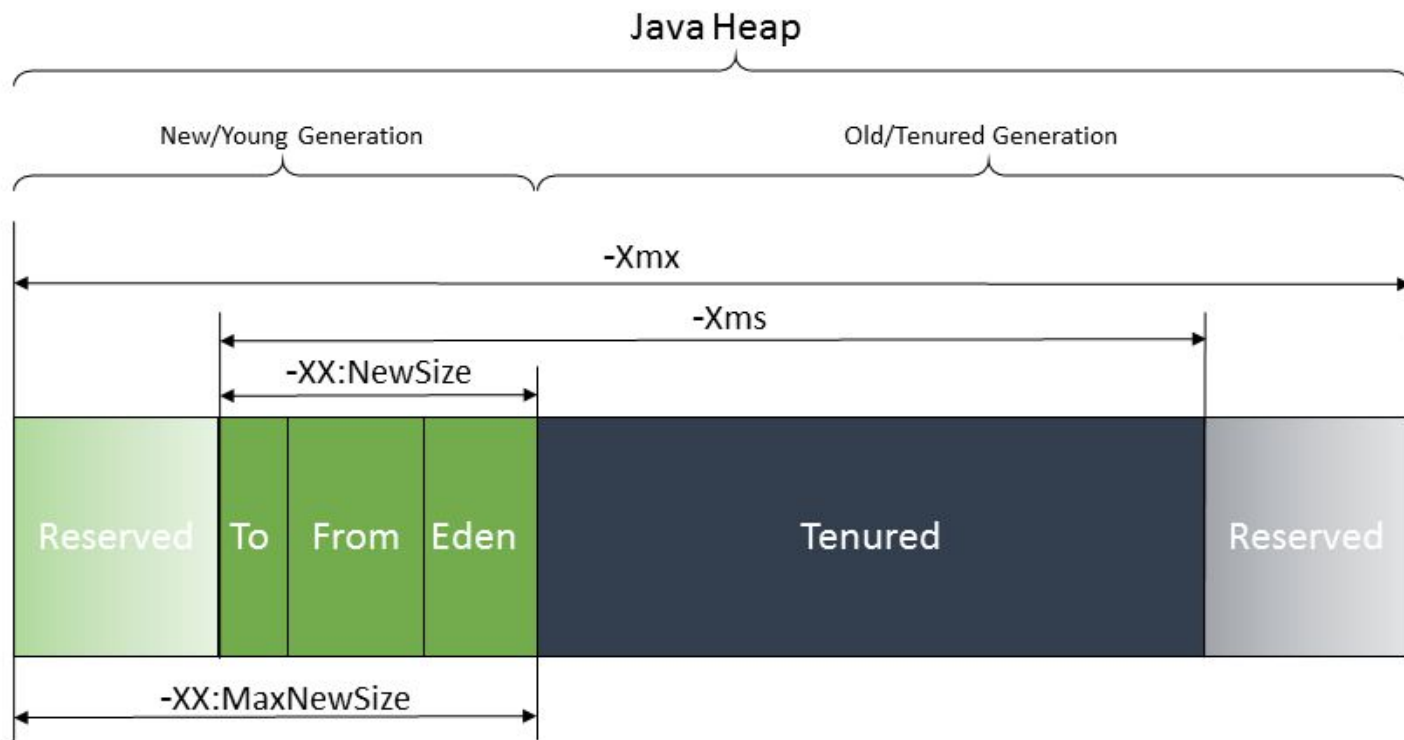 Java Heap
New/Young Generation
Old/Tenured Generation
-Xmx
-Xms
-XX:NewSize
Reserved
To
From
Eden
Tenured
Reserved
-XX:MaxNewSize